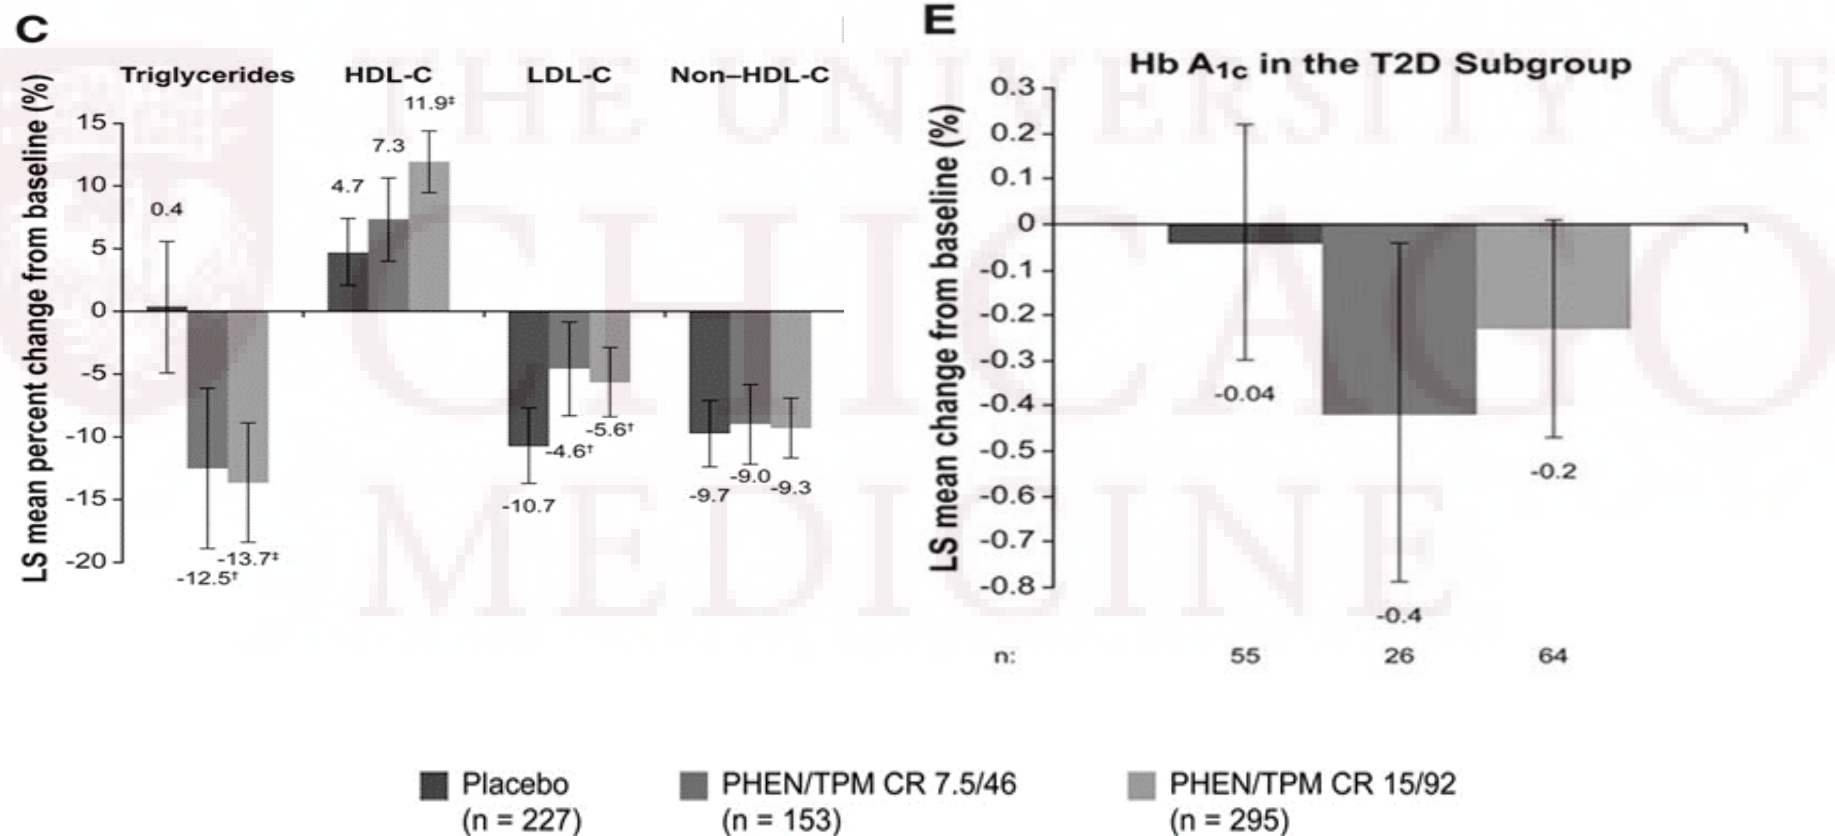 C
Triglycerides HDL-C LDL-C Non–HDL-C
LS mean percent change from baseline (%)
15
10
5
0
-5
-10
-15
-20
0.4
-12.5†
-13.7‡
4.7
7.3
11.9‡
-10.7
-4.6†
-5.6†
-9.7
-9.0
-9.3
E
Hb A1c in the T2D Subgroup
LS mean change from baseline (%)
0.3
0.2
0.1
0
-0.1
-0.2
-0.3
-0.4
-0.5
-0.6
-0.7
-0.8
-0.04
-0.4
-0.2
n: 55 26 64
Placebo
(n = 227)
PHEN/TPM CR 7.5/46
(n = 153)
PHEN/TPM CR 15/92
(n = 295)
THE UNIVERSITY OF
CHICAGO
MEDICINE